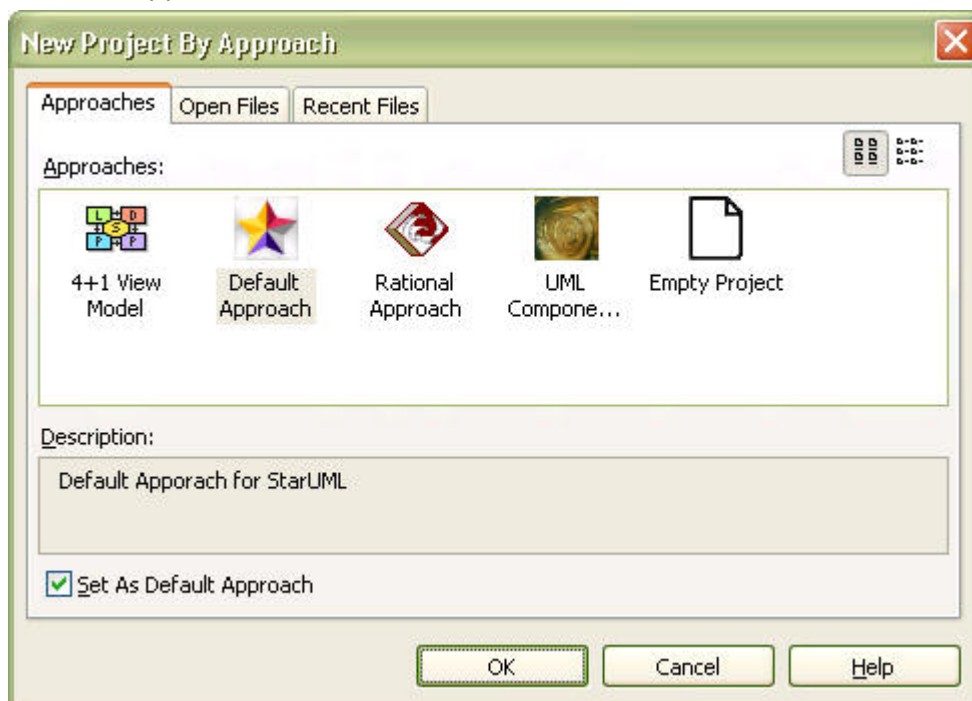 New Project By Approach
Approaches
Open Files
Recent Files
Approaches:
L D
S
P P
4+1 View
Model
Default
Approach
Rational
Approach
UML
Compone...
Empty Project
Description:
Default Apporach for StarUML
Set As Default Approach
OK
Cancel
Help